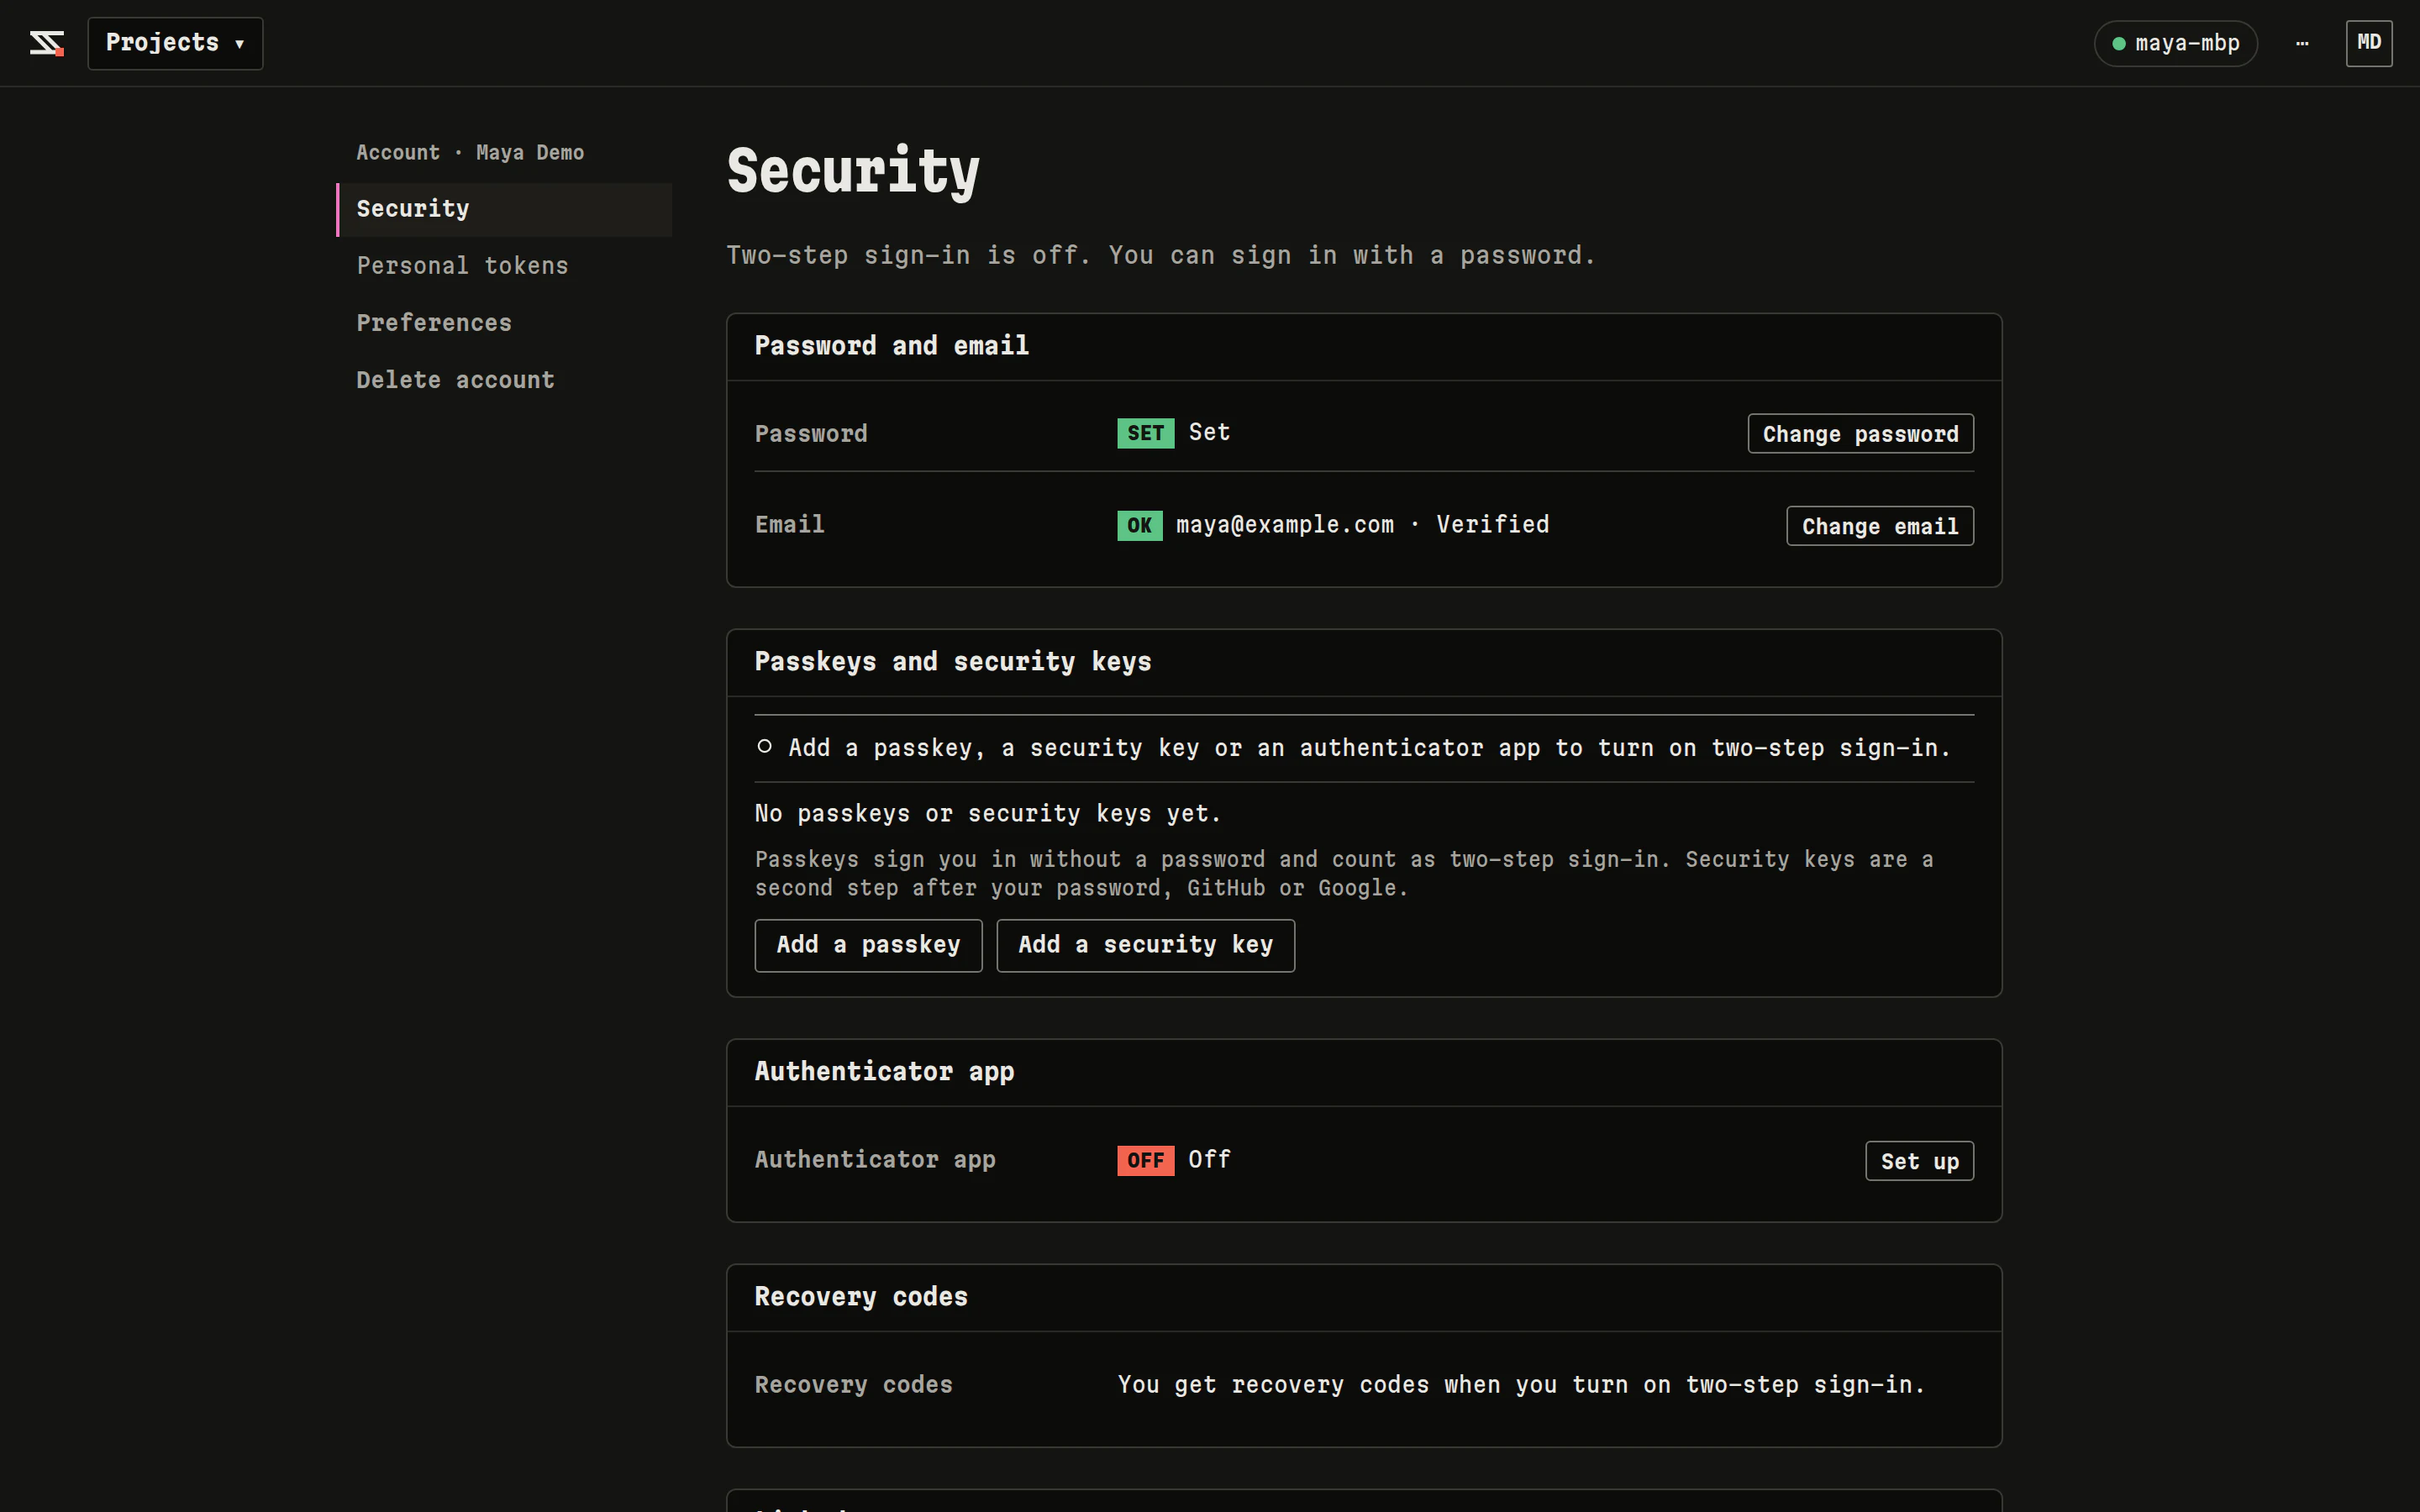 Projects ▾
maya-mbp
…
MD
Account · Maya Demo
Security
Personal tokens
Preferences
Delete account
Security
Two-step sign-in is off. You can sign in with a password.
Password and email
Password
SET Set
Change password
Email
OK maya@example.com · Verified
Change email
Passkeys and security keys
Add a passkey, a security key or an authenticator app to turn on two-step sign-in.
No passkeys or security keys yet.
Passkeys sign you in without a password and count as two-step sign-in. Security keys are a
second step after your password, GitHub or Google.
Add a passkey
Add a security key
Authenticator app
Authenticator app
OFF Off
Set up
Recovery codes
Recovery codes
You get recovery codes when you turn on two-step sign-in.